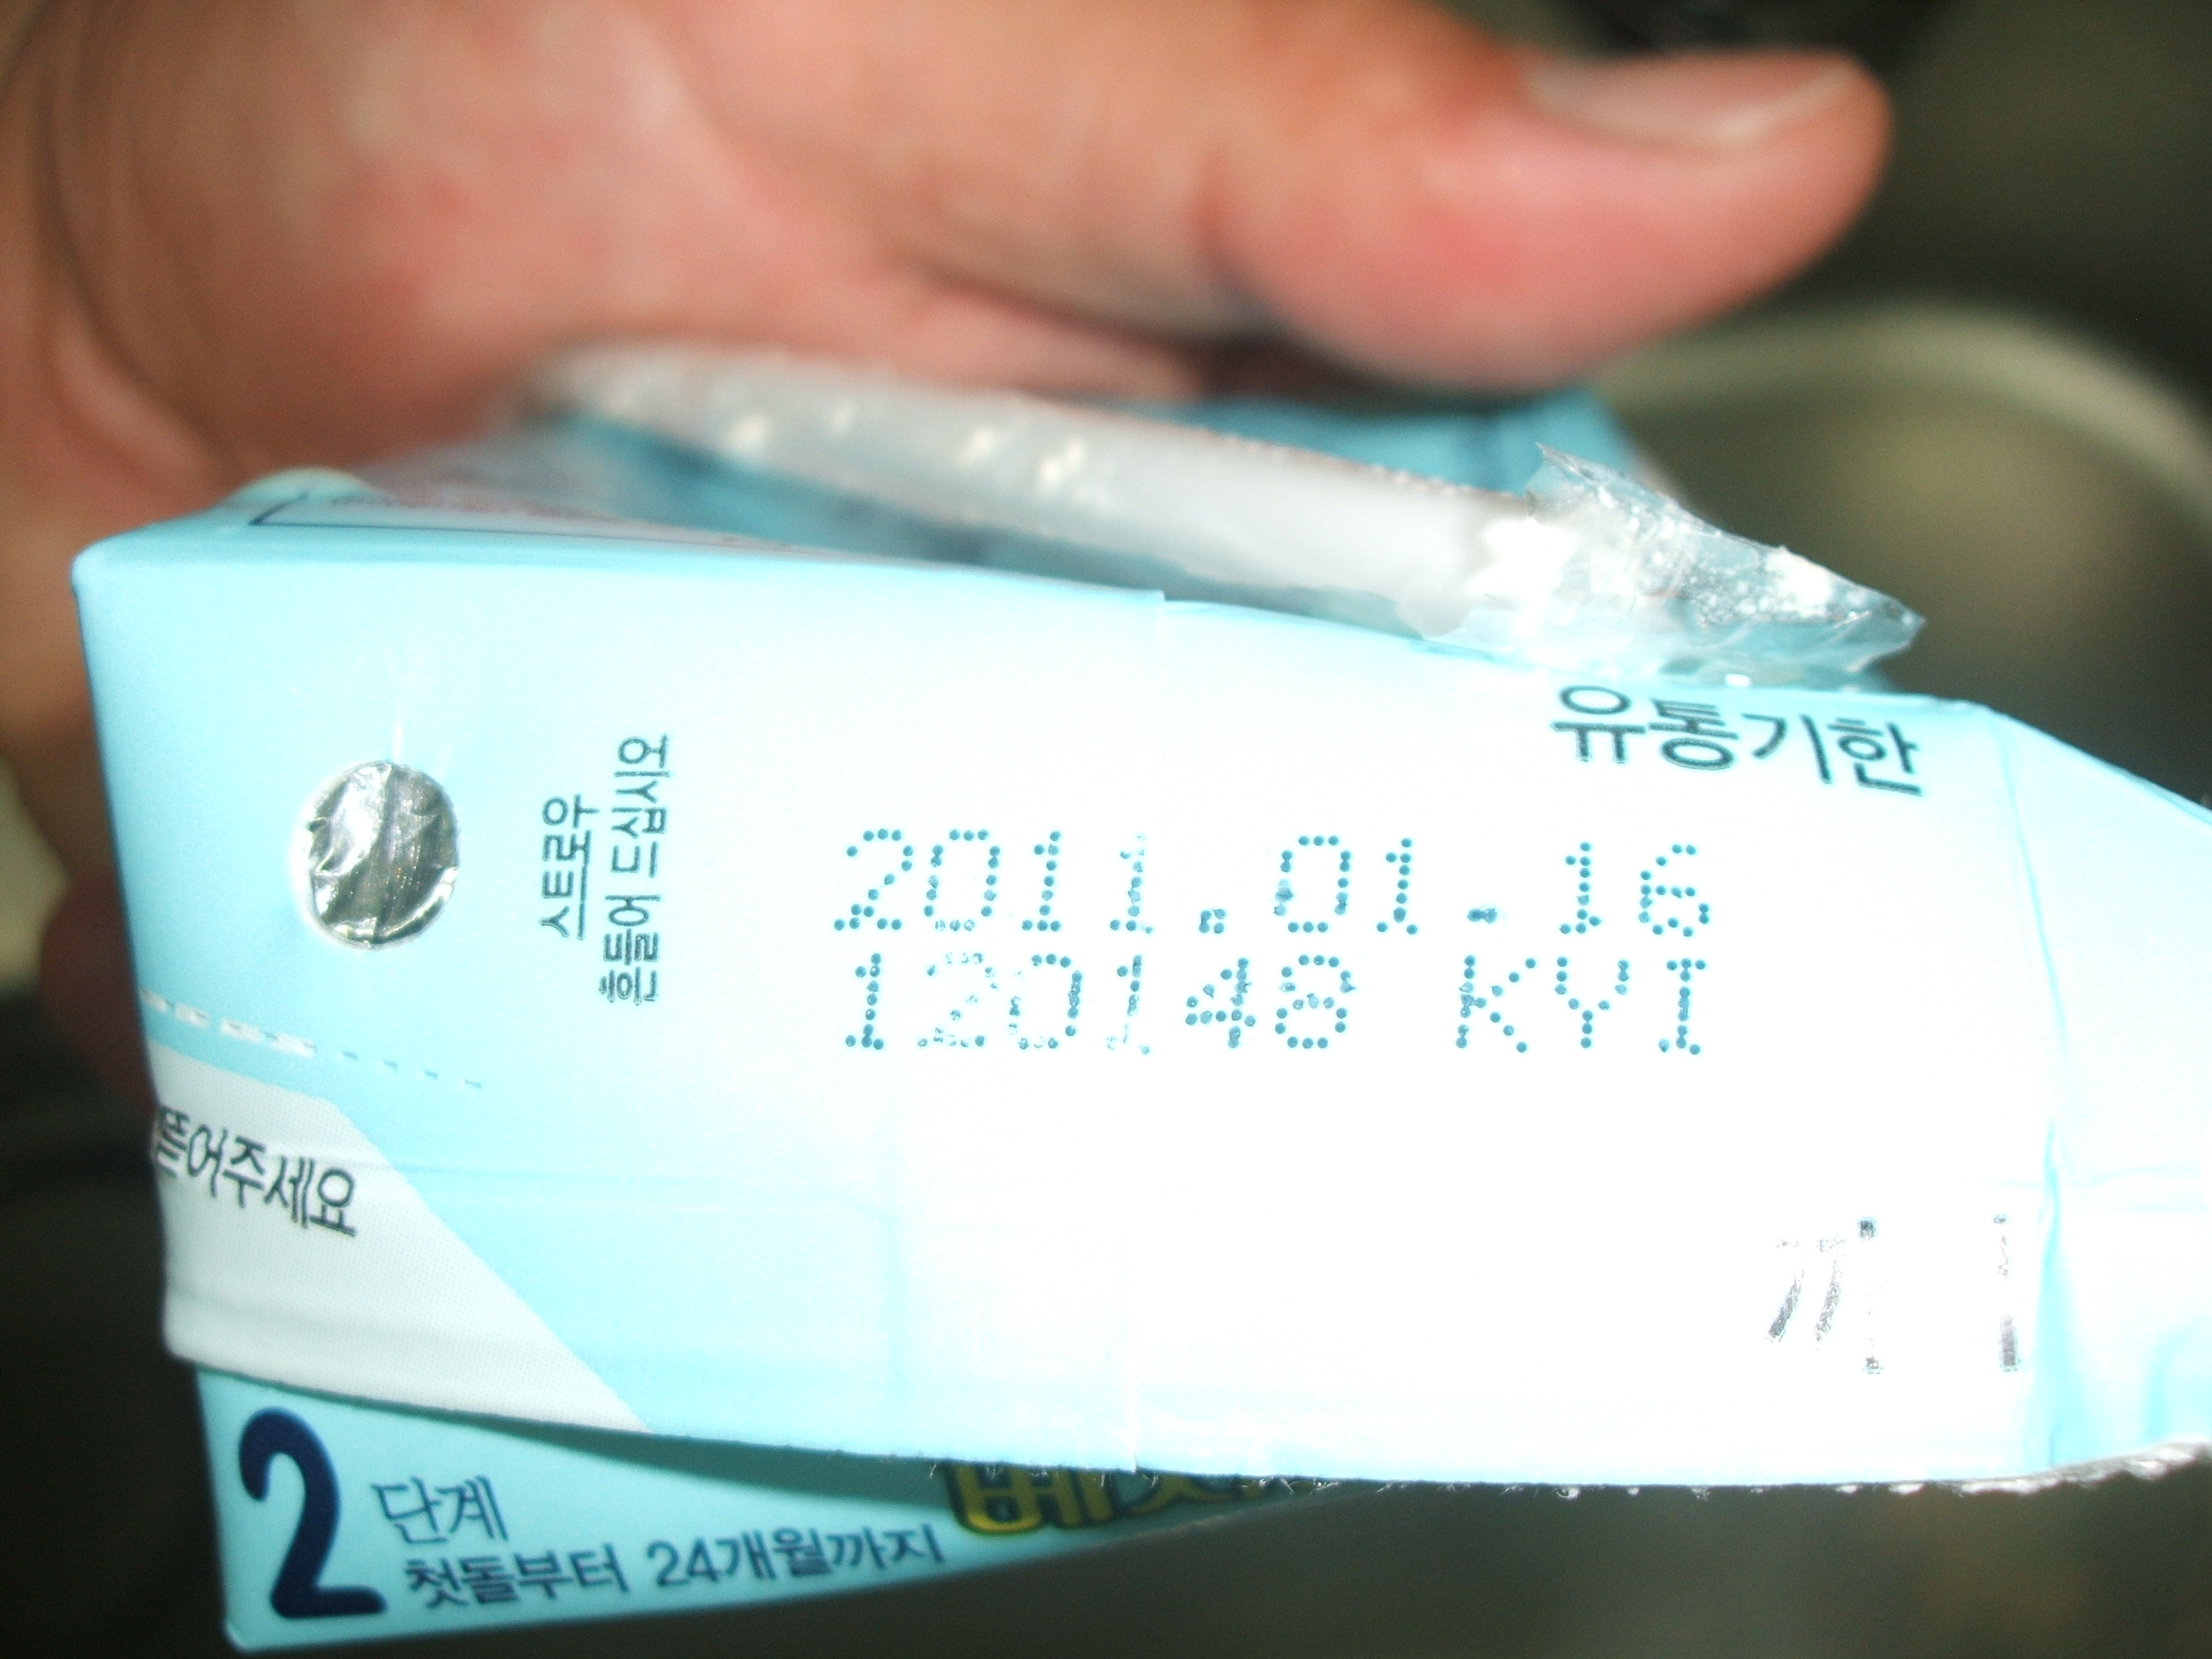 유통기한
스트로우
흔들어 드십시요
2011.01.16
120148 KYI
뜯어주세요
까지
2 단계
첫돌부터 24개월까지